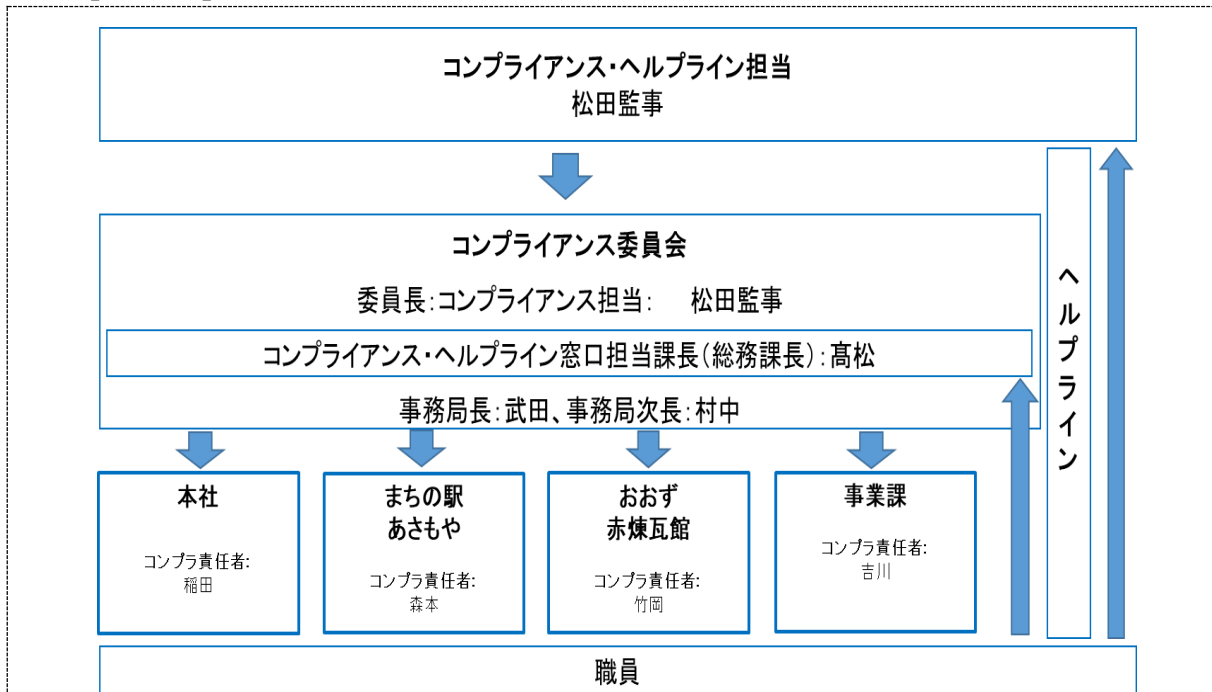 コンプライアンス・ヘルプライン担当
松田監事
コンプライアンス委員会
委員長:コンプライアンス担当: 松田監事
コンプライアンス・ヘルプライン窓口担当課長(総務課長):髙松
事務局長:武田、事務局次長:村中
ヘルプライン
本社
コンプラ責任者:
稲田
まちの駅
あさもや
コンプラ責任者:
森本
おおず
赤煉瓦館
コンプラ責任者:
竹岡
事業課
コンプラ責任者:
吉川
職員